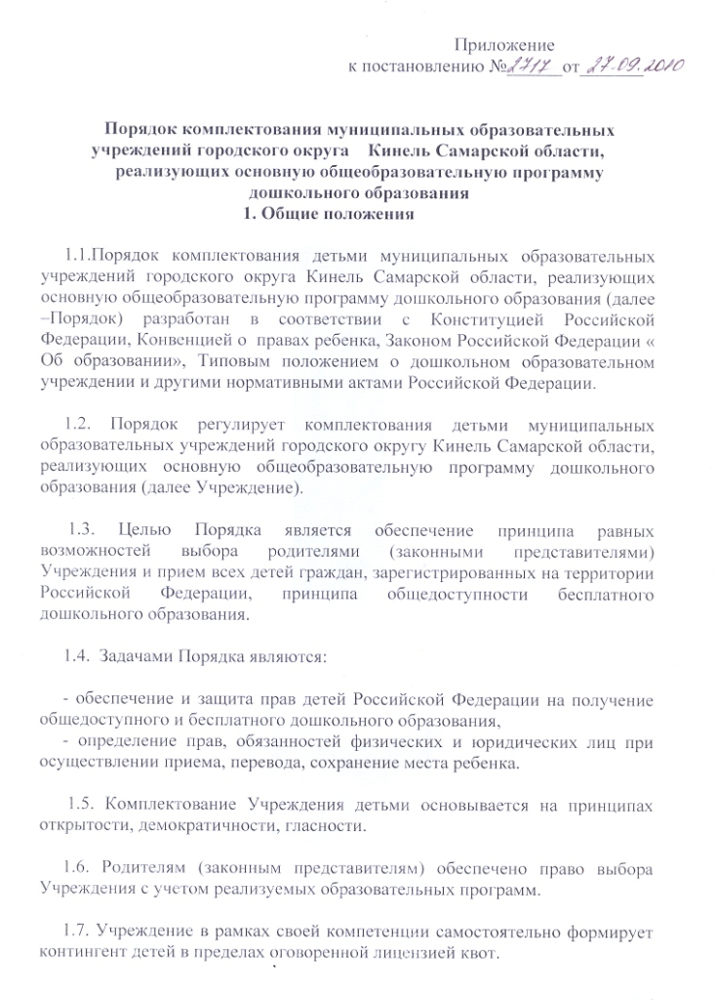 Приложение
к постановлению № 2717 от 27.09.2010
Порядок комплектования муниципальных образовательных
учреждений городского округа Кинель Самарской области,
реализующих основную общеобразовательную программу
дошкольного образования
1. Общие положения
1.1.Порядок комплектования детьми муниципальных образовательных
учреждений городского округа Кинель Самарской области, реализующих
основную общеобразовательную программу дошкольного образования (далее
–Порядок) разработан в соответствии с Конституцией Российской
Федерации, Конвенцией о правах ребенка, Законом Российской Федерации «
Об образовании», Типовым положением о дошкольном образовательном
учреждении и другими нормативными актами Российской Федерации.
1.2. Порядок регулирует комплектования детьми муниципальных
образовательных учреждений городского округу Кинель Самарской области,
реализующих основную общеобразовательную программу дошкольного
образования (далее Учреждение).
1.3. Целью Порядка является обеспечение принципа равных
возможностей выбора родителями (законными представителями)
Учреждения и прием всех детей граждан, зарегистрированных на территории
Российской Федерации, принципа общедоступности бесплатного
дошкольного образования.
1.4. Задачами Порядка являются:
- обеспечение и защита прав детей Российской Федерации на получение
общедоступного и бесплатного дошкольного образования,
- определение прав, обязанностей физических и юридических лиц при
осуществлении приема, перевода, сохранение места ребенка.
1.5. Комплектование Учреждения детьми основывается на принципах
открытости, демократичности, гласности.
1.6. Родителям (законным представителям) обеспечено право выбора
Учреждения с учетом реализуемых образовательных программ.
1.7. Учреждение в рамках своей компетенции самостоятельно формирует
контингент детей в пределах оговоренной лицензией квот.